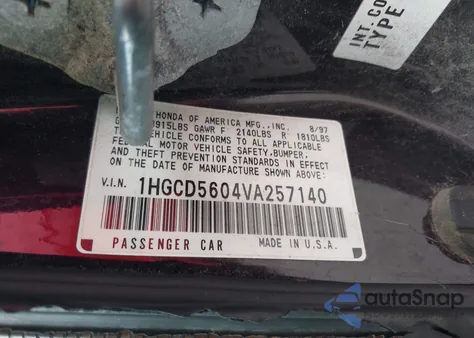 INT. CO
TYPE
HONDA OF AMERICA MFG., INC. 8/97
3915LBS GAWR F 2140LBS R 1810LBS
VEHICLE CONFORMS TO ALL APPLICABLE
FEDERAL MOTOR VEHICLE SAFETY, BUMPER,
AND THEFT PREVENTION STANDARDS IN EFFECT
ON THE DATE OF MANUFACTURE SHOWN ABOVE:
V.I.N. 1HGCD5604VA257140
PASSENGER CAR MADE IN U.S.A.
autoSnap